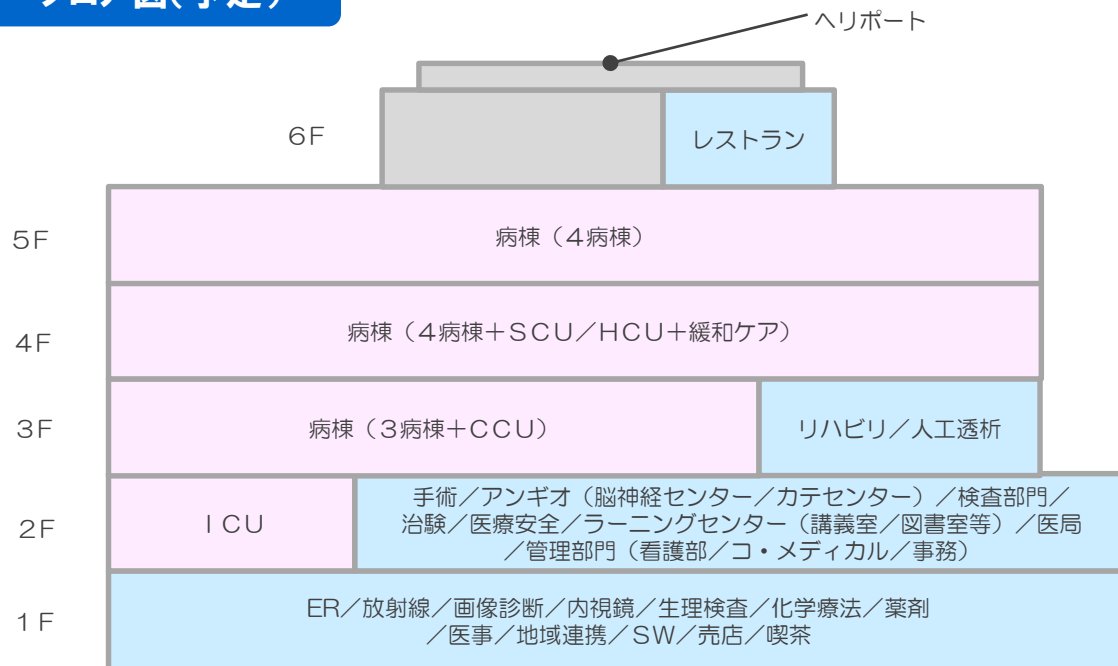 フロア図(予定)
ヘリポート
6F
レストラン
5F
病棟（4病棟）
4F
病棟（4病棟＋SCU／HCU＋緩和ケア）
3F
病棟（3病棟＋CCU）
リハビリ／人工透析
2F
ICU
手術／アンギオ（脳神経センター／カテセンター）／検査部門／
治験／医療安全／ラーニングセンター（講義室／図書室等）／医局
／管理部門（看護部／コ・メディカル／事務）
1F
ER／放射線／画像診断／内視鏡／生理検査／化学療法／薬剤
／医事／地域連携／SW／売店／喫茶